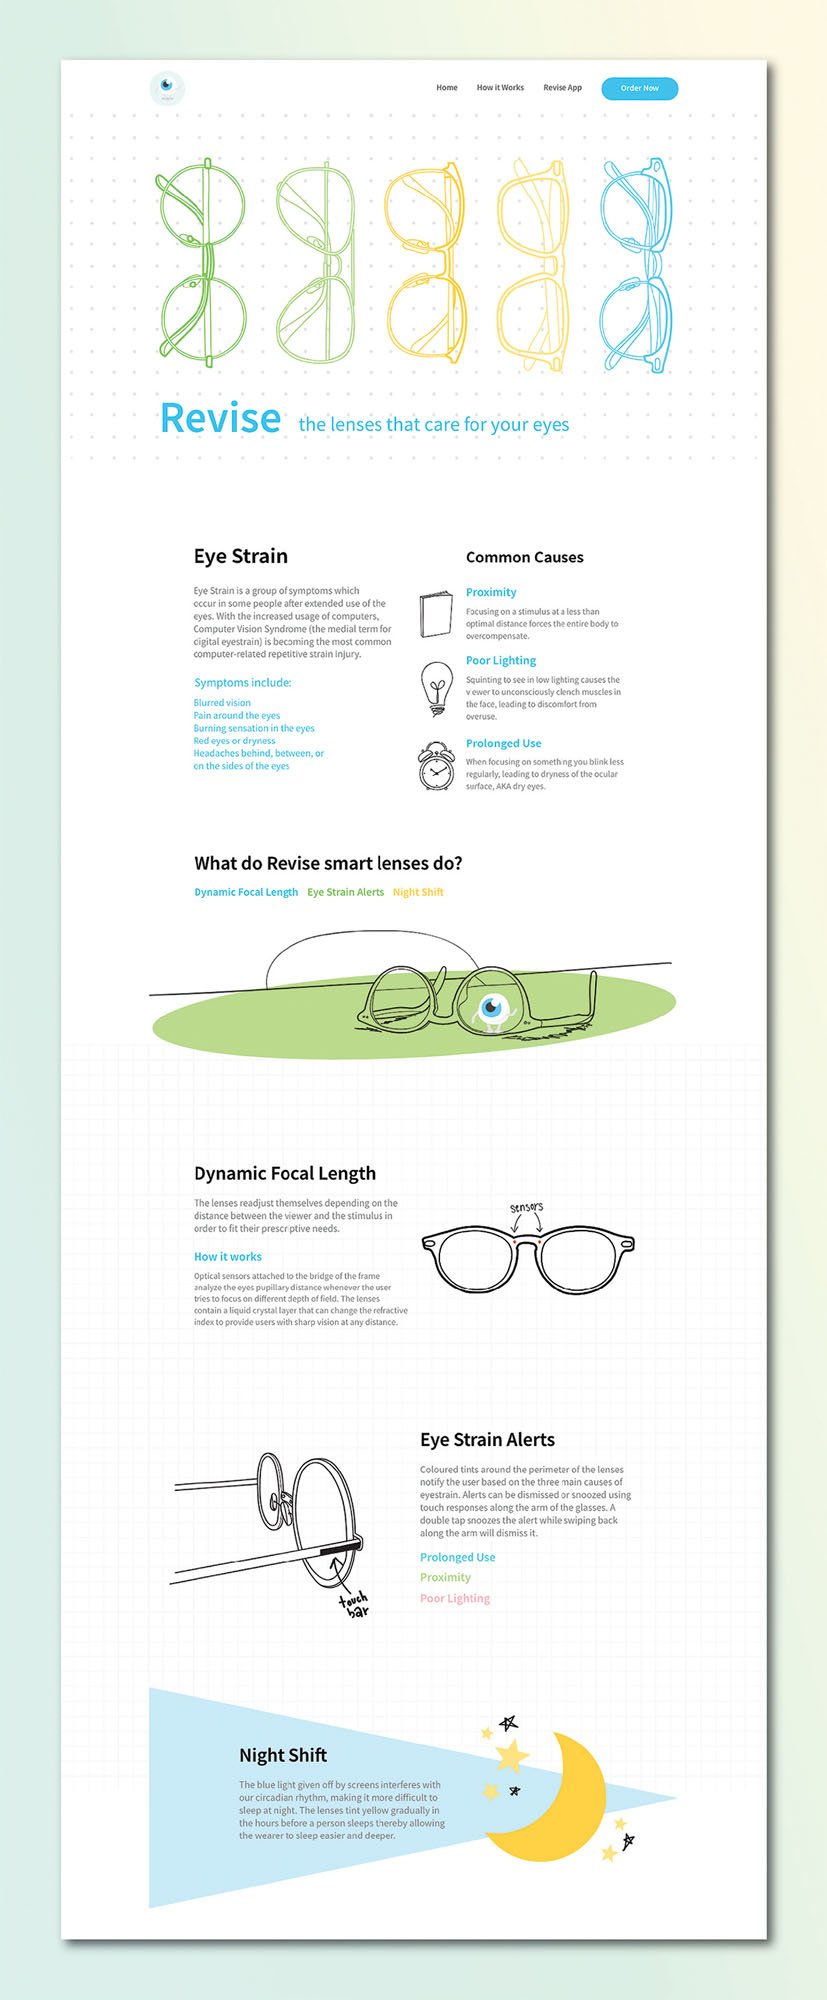 Home How it Works Revise App Order Now
Revise the lenses that care for your eyes
Eye Strain
Eye Strain is a group of symptoms which
occur in some people after extended use of the
eyes. With the increased usage of computers,
Computer Vision Syndrome (the medial term for
digital eyestrain) is becoming the most common
computer-related repetitive strain injury.
Symptoms include:
Blurred vision
Pain around the eyes
Burning sensation in the eyes
Red eyes or dryness
Headaches behind, between, or
on the sides of the eyes
Common Causes
Proximity
Focusing on a stimulus at a less than
optimal distance forces the entire body to
overcompensate.
Poor Lighting
Squinting to see in low lighting causes the
viewer to unconsciously clench muscles in
the face, leading to discomfort from
overuse.
Prolonged Use
When focusing on something you blink less
regularly, leading to dryness of the ocular
surface, AKA dry eyes.
What do Revise smart lenses do?
Dynamic Focal Length Eye Strain Alerts Night Shift
Dynamic Focal Length
The lenses readjust themselves depending on the
distance between the viewer and the stimulus in
order to fit their prescriptive needs.
How it works
Optical sensors attached to the bridge of the frame
analyze the eyes pupillary distance whenever the user
tries to focus on different depth of field. The lenses
contain a liquid crystal layer that can change the refractive
index to provide users with sharp vision at any distance.
sensors
Eye Strain Alerts
Coloured tints around the perimeter of the lenses
notify the user based on the three main causes of
eyestrain. Alerts can be dismissed or snoozed using
touch responses along the arm of the glasses. A
double tap snoozes the alert while swiping back
along the arm will dismiss it.
Prolonged Use
Proximity
Poor Lighting
touch
bar
Night Shift
The blue light given off by screens interferes with
our circadian rhythm, making it more difficult to
sleep at night. The lenses tint yellow gradually in
the hours before a person sleeps thereby allowing
the wearer to sleep easier and deeper.